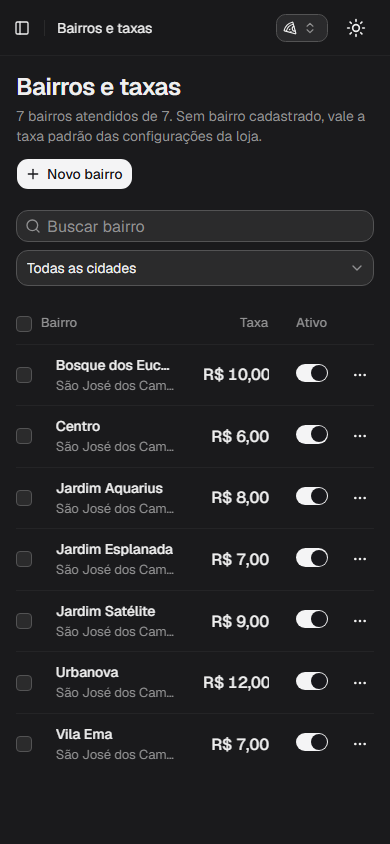 Bairros e taxas
Bairros e taxas
7 bairros atendidos de 7. Sem bairro cadastrado, vale a
taxa padrão das configurações da loja.
+ Novo bairro
Buscar bairro
Todas as cidades
Bairro Taxa Ativo
Bosque dos Euc...
São José dos Cam...
R$ 10,00
Centro
São José dos Cam...
R$ 6,00
Jardim Aquarius
São José dos Cam...
R$ 8,00
Jardim Esplanada
São José dos Cam...
R$ 7,00
Jardim Satélite
São José dos Cam...
R$ 9,00
Urbanova
São José dos Cam...
R$ 12,00
Vila Ema
São José dos Cam...
R$ 7,00